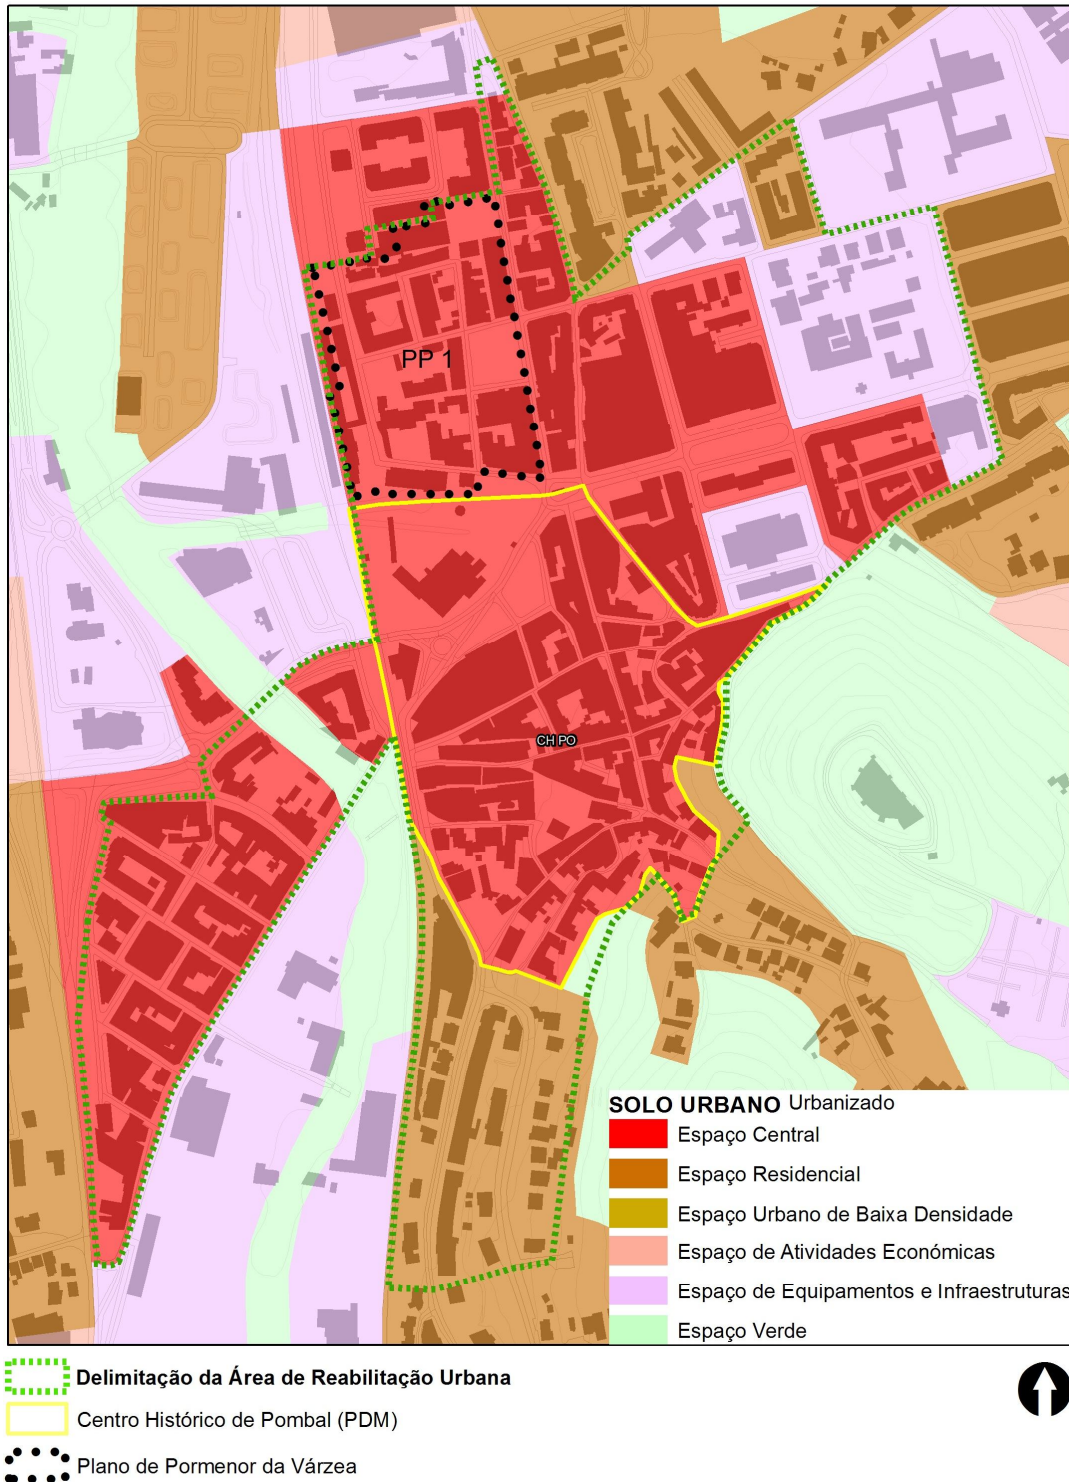 PP 1
CH PO
SOLO URBANO Urbanizado
Espaço Central
Espaço Residencial
Espaço Urbano de Baixa Densidade
Espaço de Atividades Económicas
Espaço de Equipamentos e Infraestruturas
Espaço Verde
Delimitação da Área de Reabilitação Urbana
Centro Histórico de Pombal (PDM)
Plano de Pormenor da Várzea